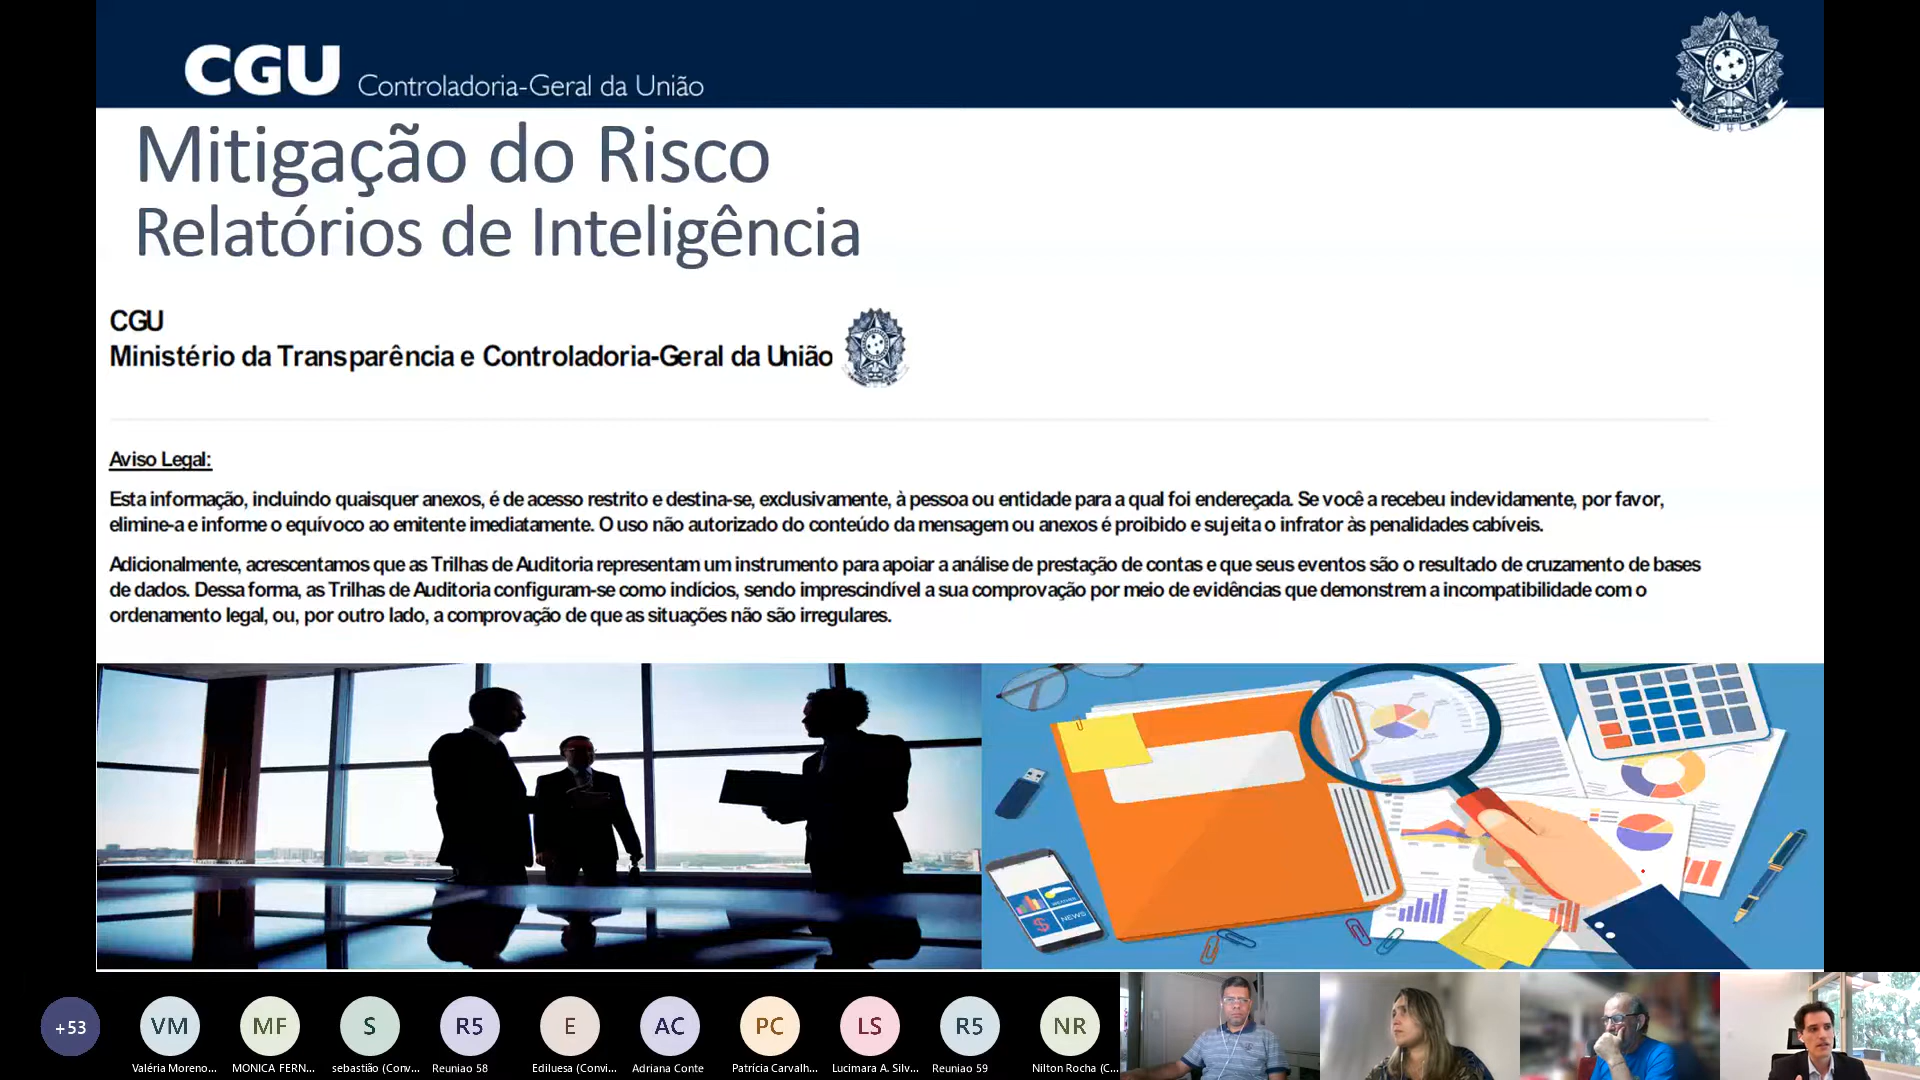 CGU Controladoria-Geral da União
Mitigação do Risco
Relatórios de Inteligência
CGU
Ministério da Transparência e Controladoria-Geral da União
Aviso Legal:
Esta informação, incluindo quaisquer anexos, é de acesso restrito e destina-se, exclusivamente, à pessoa ou entidade para a qual foi endereçada. Se você a recebeu indevidamente, por favor,
elimine-a e informe o equívoco ao emitente imediatamente. O uso não autorizado do conteúdo da mensagem ou anexos é proibido e sujeita o infrator às penalidades cabíveis.
Adicionalmente, acrescentamos que as Trilhas de Auditoria representam um instrumento para apoiar a análise de prestação de contas e que seus eventos são o resultado de cruzamento de bases
de dados. Dessa forma, as Trilhas de Auditoria configuram-se como indícios, sendo imprescindível a sua comprovação por meio de evidências que demonstrem a incompatibilidade com o
ordenamento legal, ou, por outro lado, a comprovação de que as situações não são irregulares.
NEWS
+53 VM MF S R5 E AC PC LS R5 NR
Valéria Moreno... MONICA FERN... sebastião (Conv... Reuniao 58 Ediluesa (Convi... Adriana Conte Patrícia Carvalh... Lucimara A. Silv... Reuniao 59 Nilton Rocha (C...